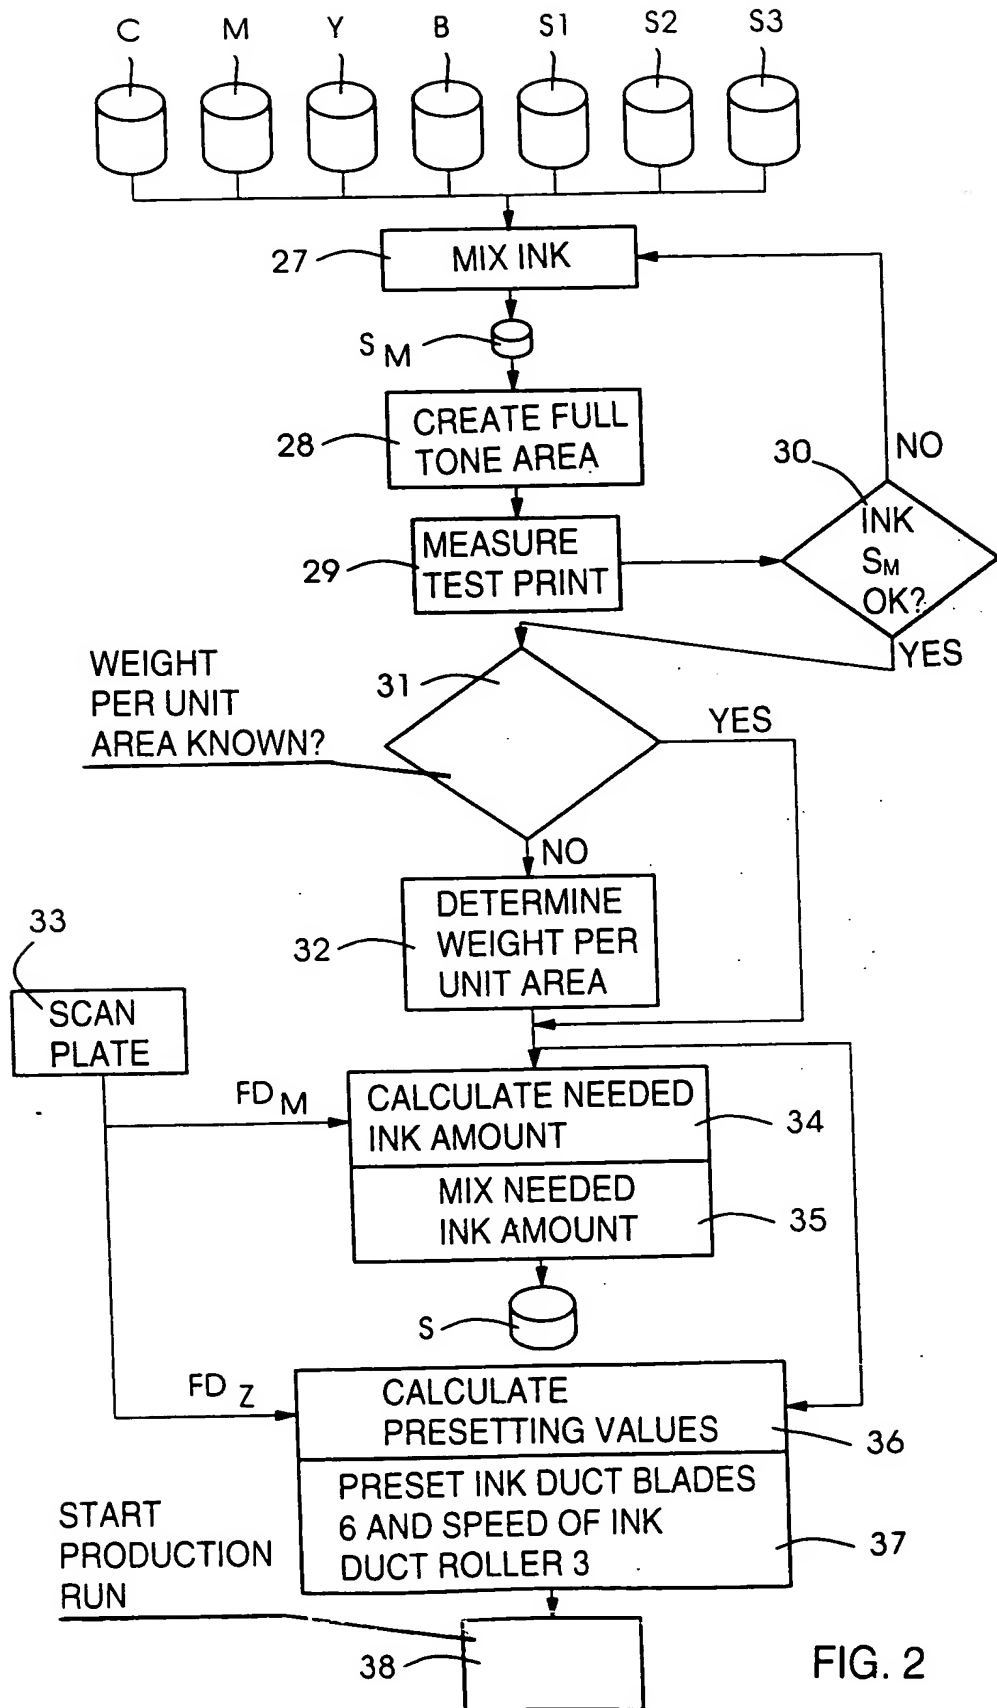 C M Y B S1 S2 S3
27 MIX INK
S M
28 CREATE FULL
TONE AREA
NO
30
INK
SM
OK?
29 MEASURE
TEST PRINT
YES
WEIGHT
PER UNIT
AREA KNOWN?
31
YES
NO
32 DETERMINE
WEIGHT PER
UNIT AREA
33
SCAN
PLATE
FD M
CALCULATE NEEDED
INK AMOUNT
34
MIX NEEDED
INK AMOUNT
35
S
FD Z
CALCULATE
PRESETTING VALUES
36
PRESET INK DUCT BLADES
6 AND SPEED OF INK
DUCT ROLLER 3
37
START
PRODUCTION
RUN
38
FIG. 2